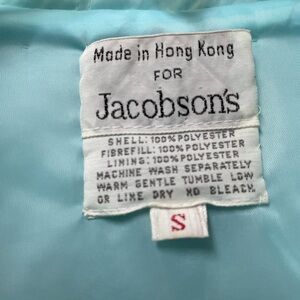 Made in Hong Kong
FOR
Jacobson's
SHELL: 100% POLYESTER
FIBREFILL: 100% POLYESTER
LINING: 100% POLYESTER
MACHINE WASH SEPARATELY
WARM GENTLE TUMBLE LOW
OR LINE DRY NO BLEACH
S